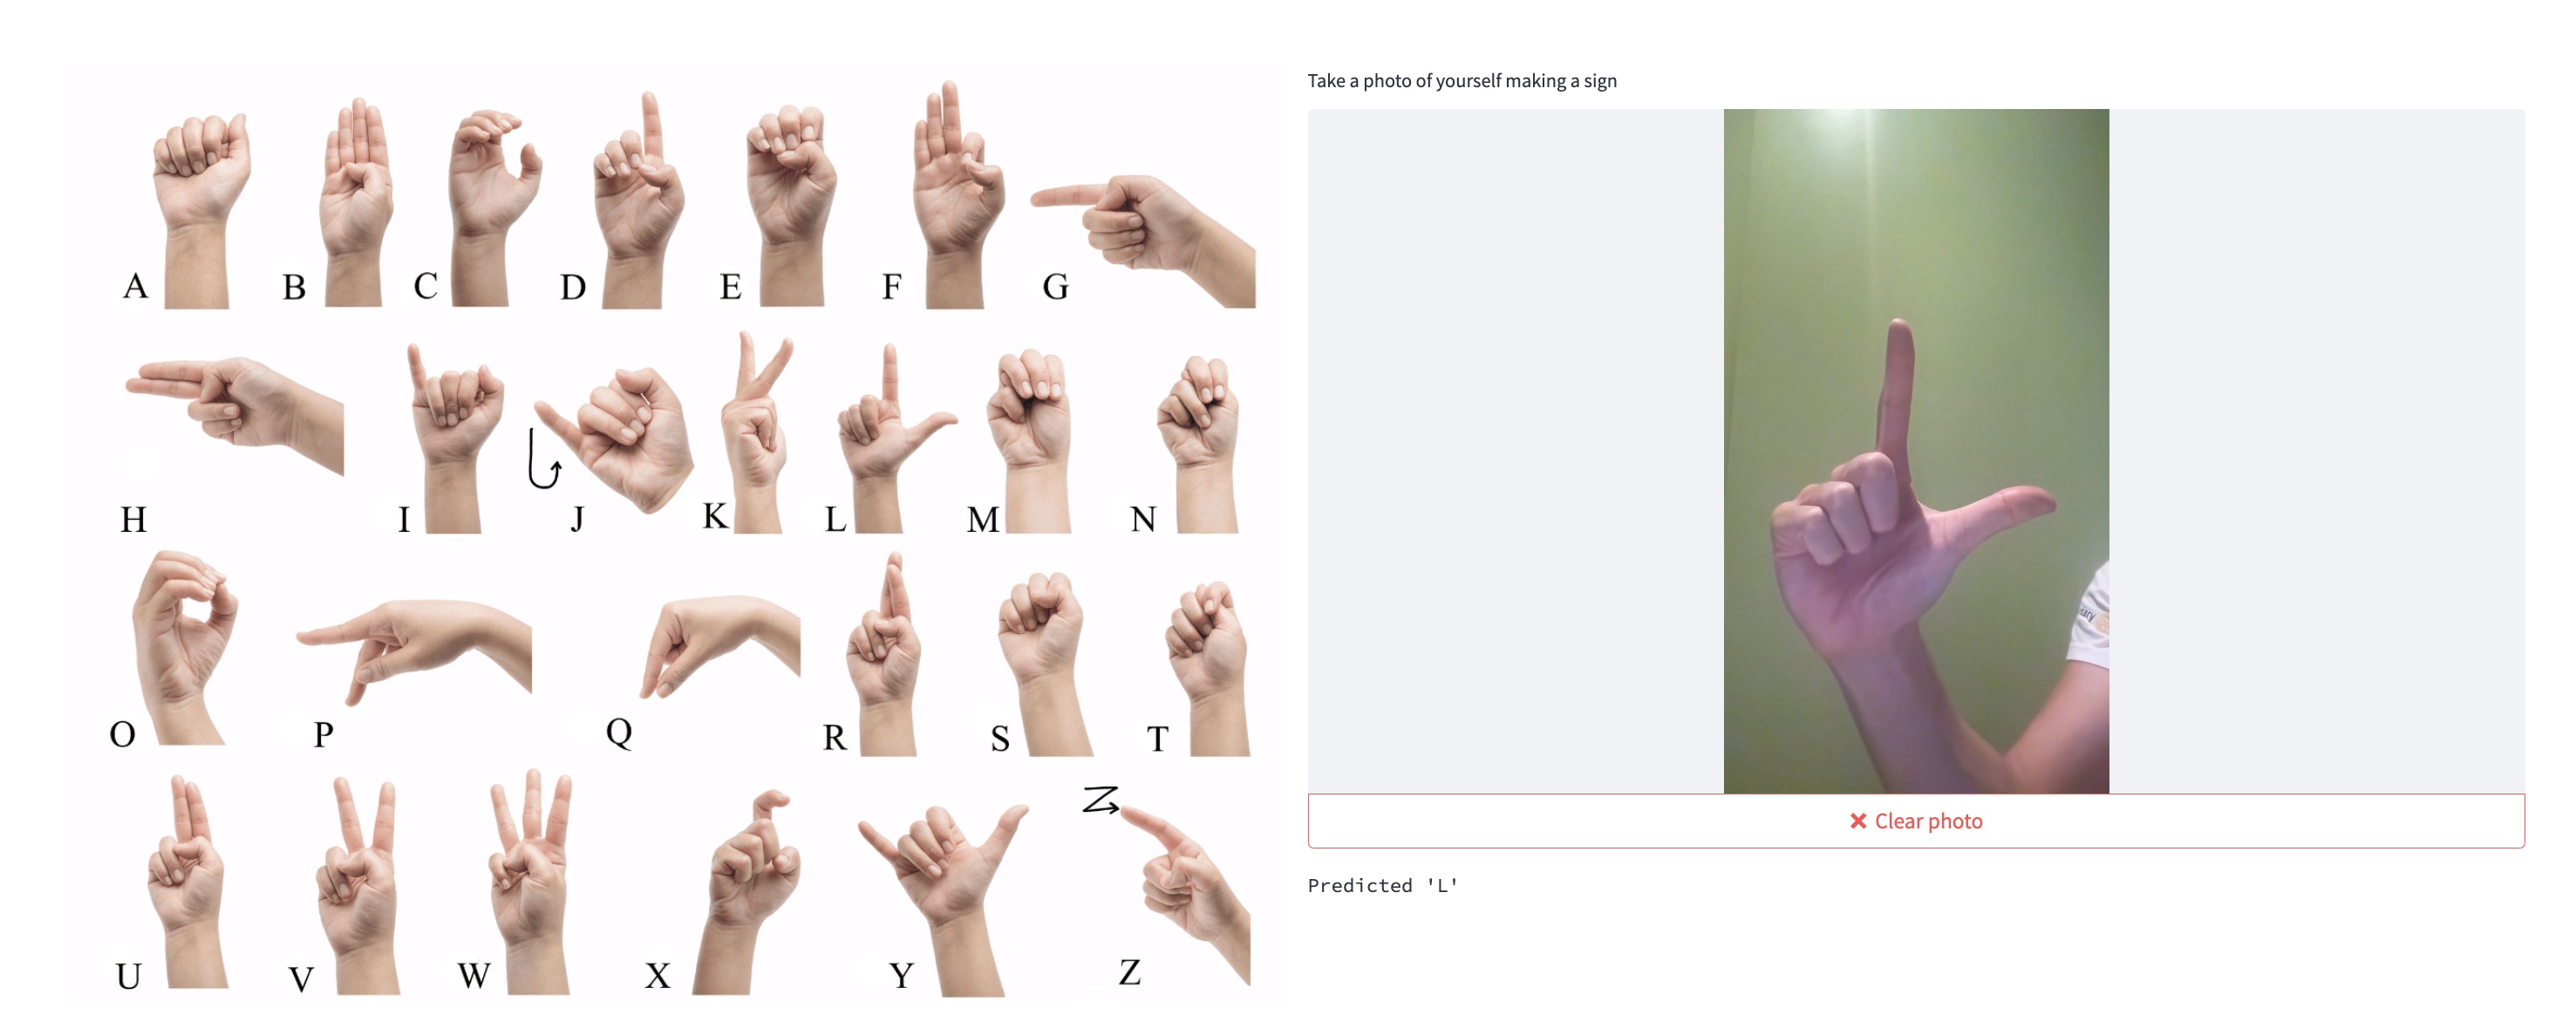 Take a photo of yourself making a sign
A B C D E F G
H I J K L M N
O P Q R S T
U V W X Y Z
Clear photo
Predicted 'L'